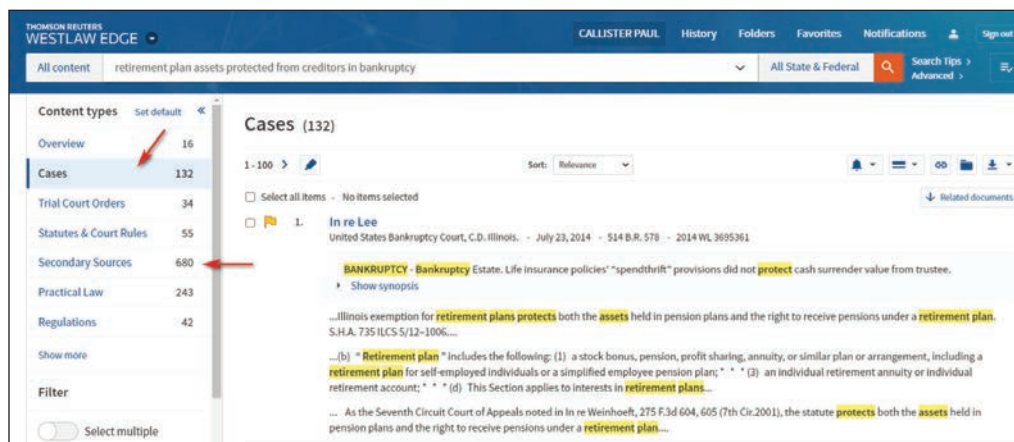 THOMSON REUTERS
WESTLAW EDGE
CALLISTER PAUL History Folders Favorites Notifications Sign out
All content retirement plan assets protected from creditors in bankruptcy All State & Federal Search Tips >
Advanced >
Content types Set default «
Overview 16
Cases 132
Trial Court Orders 34
Statutes & Court Rules 55
Secondary Sources 680
Practical Law 243
Regulations 42
Show more
Filter
Select multiple
Cases (132)
1 - 100 > Sort: Relevance
Select all items - No items selected
Related documents
1. In re Lee
United States Bankruptcy Court, C.D. Illinois. - July 23, 2014 - 514 B.R. 578 - 2014 WL 3695361
BANKRUPTCY - Bankruptcy Estate. Life insurance policies' "spendthrift" provisions did not protect cash surrender value from trustee.
Show synopsis
...Illinois exemption for retirement plans protects both the assets held in pension plans and the right to receive pensions under a retirement plan.
S.H.A. 735 ILCS 5/12–1006....
...(b) " Retirement plan " includes the following: (1) a stock bonus, pension, profit sharing, annuity, or similar plan or arrangement, including a
retirement plan for self-employed individuals or a simplified employee pension plan; * * * (3) an individual retirement annuity or individual
retirement account; * * * (d) This Section applies to interests in retirement plans...
... As the Seventh Circuit Court of Appeals noted in In re Weinhoeft, 275 F.3d 604, 605 (7th Cir.2001), the statute protects both the assets held in
pension plans and the right to receive pensions under a retirement plan....